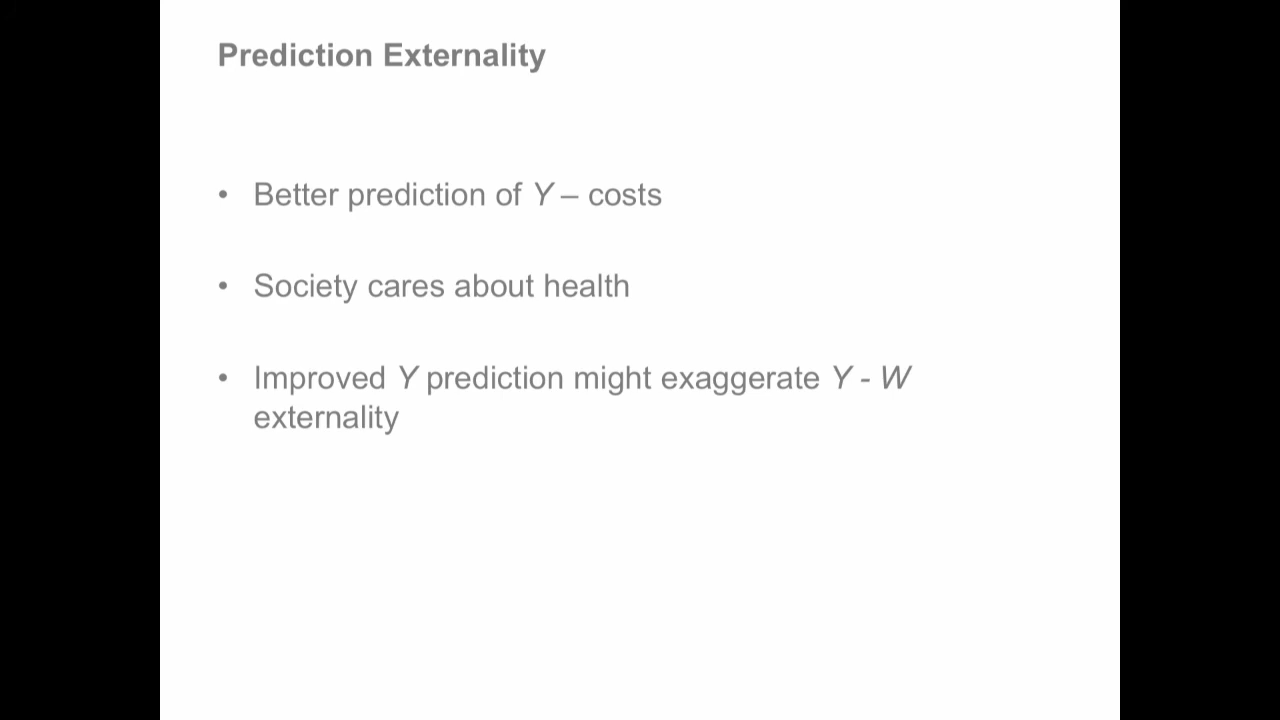 Prediction Externality
• Better prediction of Y – costs
• Society cares about health
• Improved Y prediction might exaggerate Y - W
externality